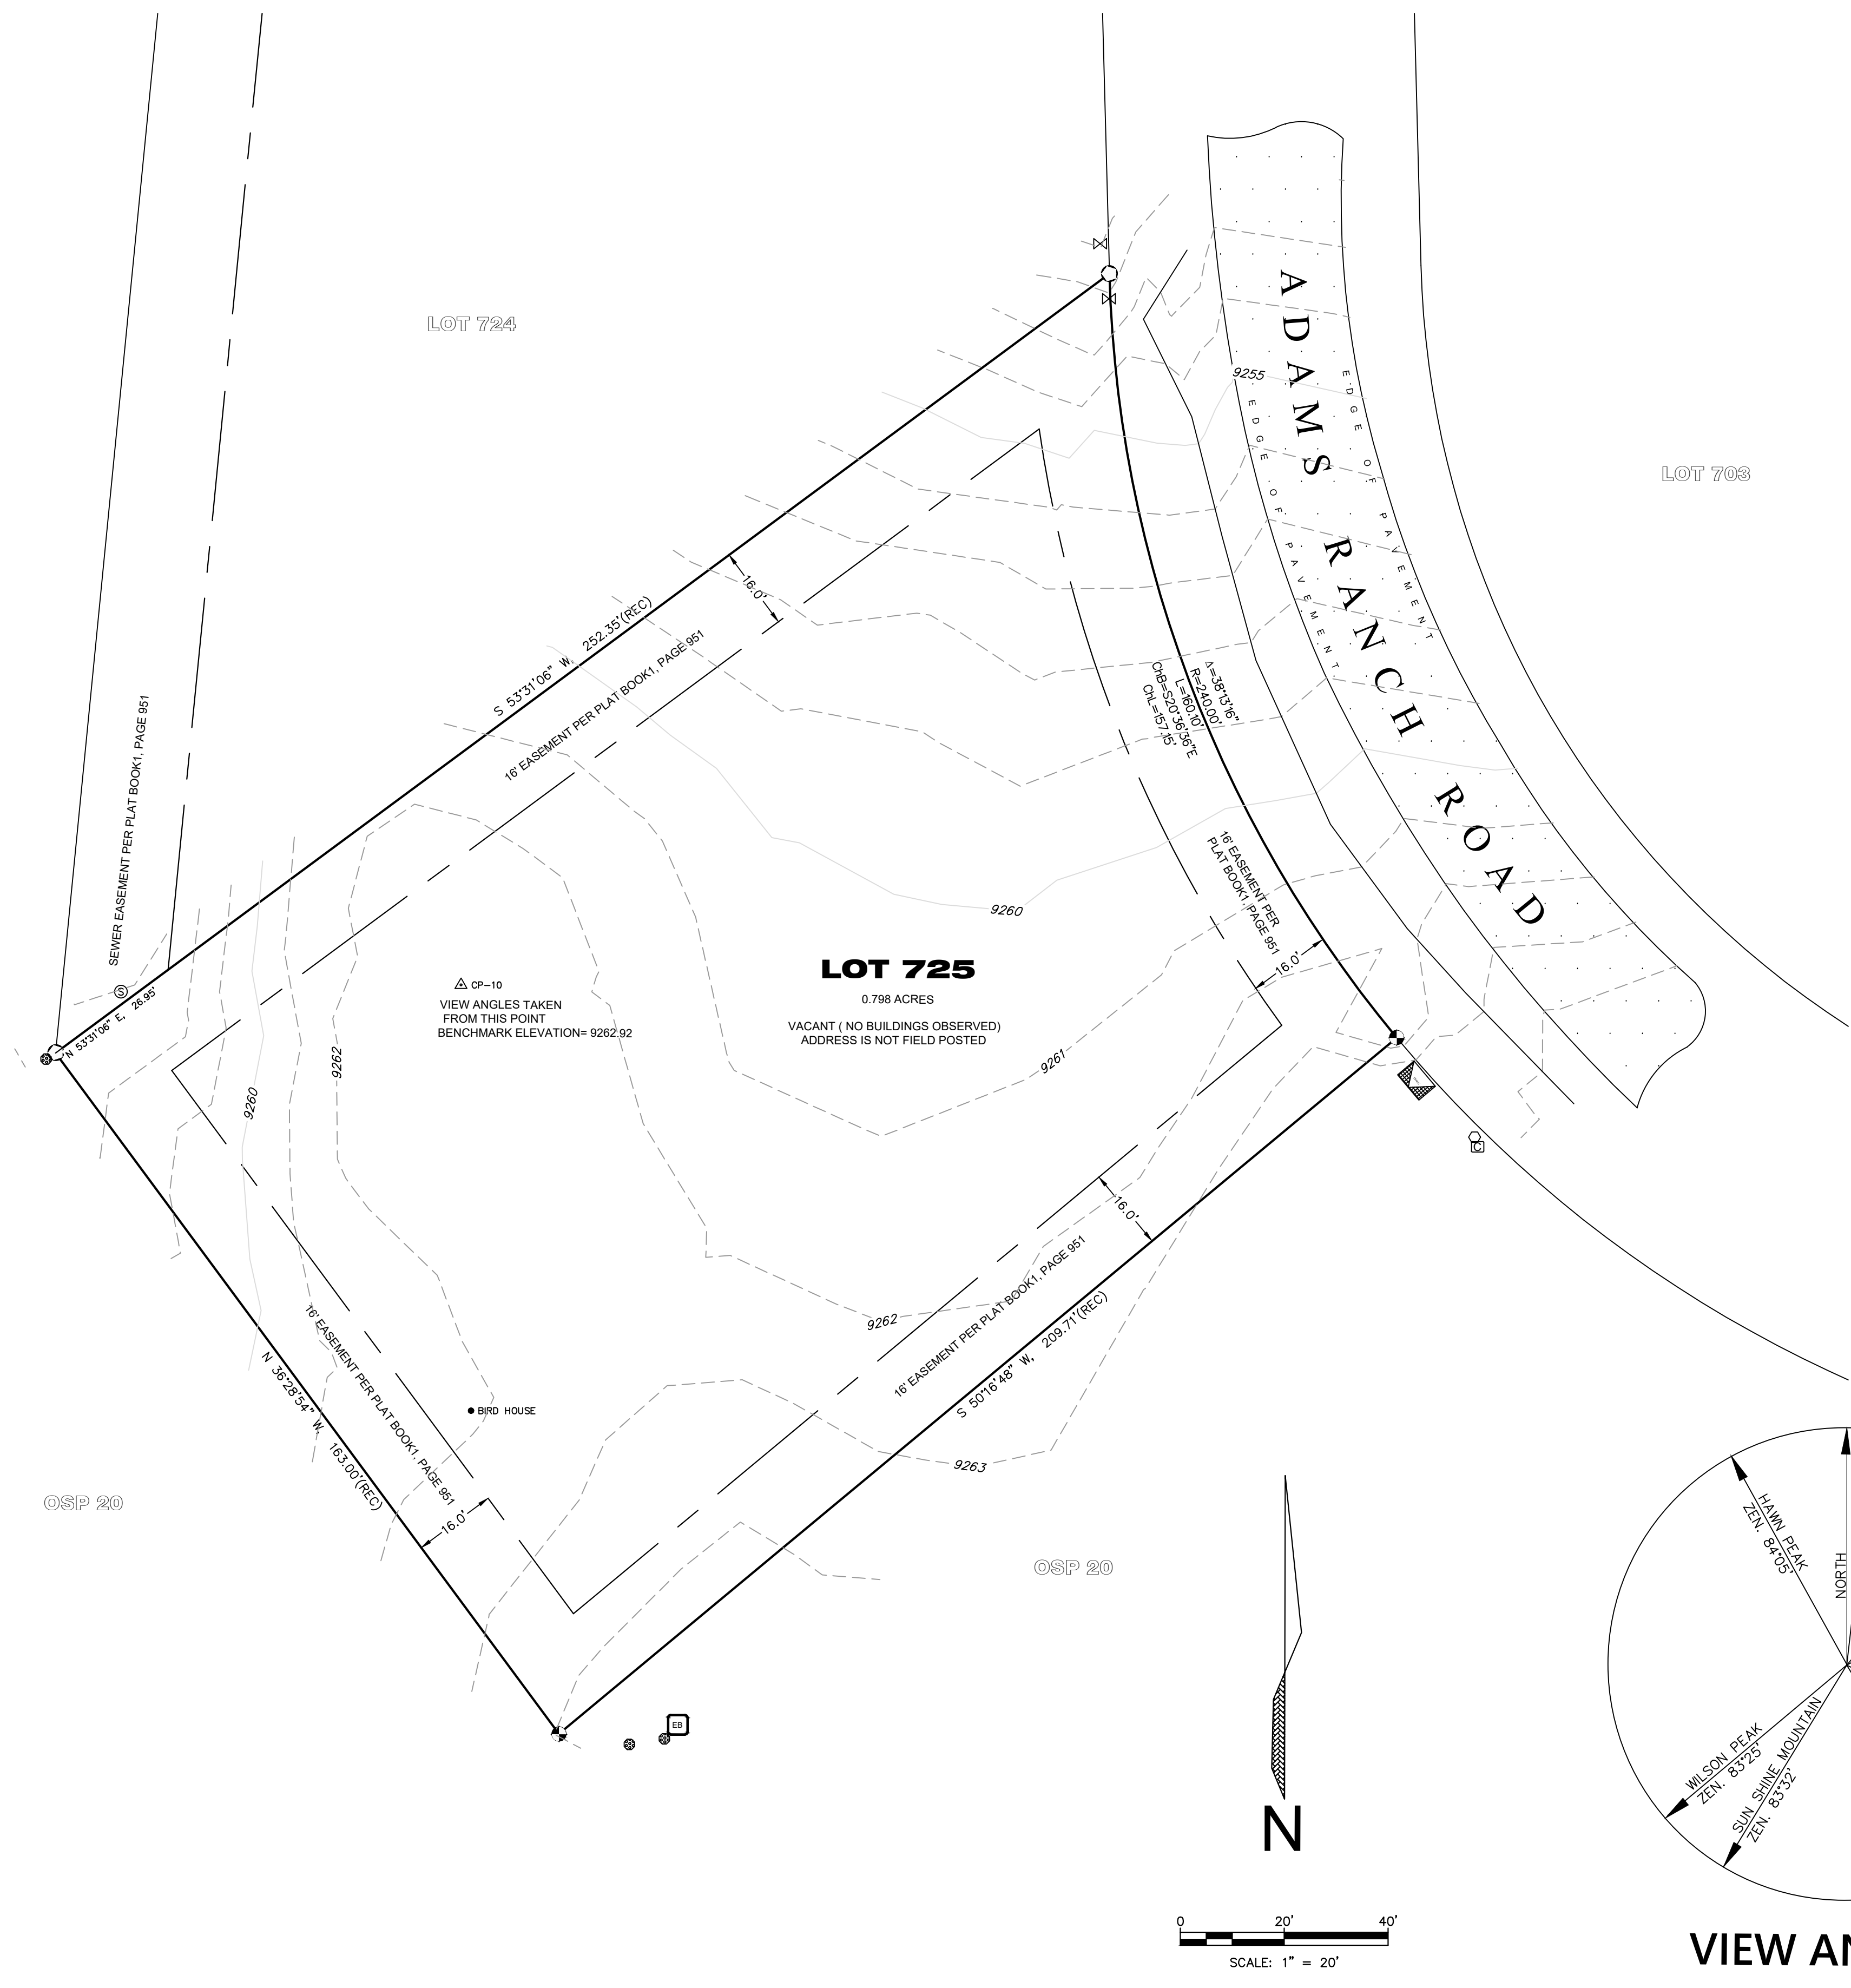 LOT 724
LOT 703
ADAMS RANCH ROAD
EDGE OF PAVEMENT
EDGE OF PAVEMENT
9255
16.0'
S 53°31'06" W, 252.35'(REC)
16' EASEMENT PER PLAT BOOK1, PAGE 951
SEWER EASEMENT PER PLAT BOOK1, PAGE 951
Δ=38°13'16"
R=240.00'
L=160.10'
ChB=S20°36'36"E
ChL=157.15'
16' EASEMENT PER
PLAT BOOK1, PAGE 951
16.0'
9260
LOT 725
0.798 ACRES
VACANT ( NO BUILDINGS OBSERVED)
ADDRESS IS NOT FIELD POSTED
CP-10
VIEW ANGLES TAKEN
FROM THIS POINT
BENCHMARK ELEVATION= 9262.92
S
N 53°31'06" E, 26.95'
9262
9260
9261
C
16.0'
16' EASEMENT PER PLAT BOOK1, PAGE 951
S 50°16'48" W, 209.71'(REC)
9262
9263
16' EASEMENT PER PLAT BOOK1, PAGE 951
N 36°28'54" W, 163.00'(REC)
BIRD HOUSE
16.0'
OSP 20
OSP 20
EB
N
0 20' 40'
SCALE: 1" = 20'
HAWN PEAK
ZEN. 84°05'
NORTH
WILSON PEAK
ZEN. 83°25'
SUN SHINE MOUNTAIN
ZEN. 83°32'
VIEW AN